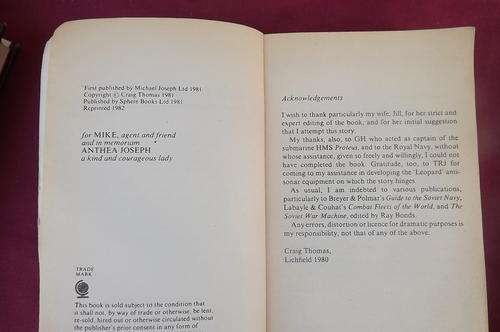 First published by Michael Joseph Ltd 1981
Copyright © Craig Thomas 1981
Published by Sphere Books Ltd 1981
Reprinted 1982
for MIKE, agent and friend
and in memorium
ANTHEA JOSEPH
a kind and courageous lady
TRADE
MARK
This book is sold subject to the condition that
it shall not, by way of trade or otherwise, be lent,
re-sold, hired out or otherwise circulated without
the publisher's prior consent in any form of
Acknowledgements
I wish to thank particularly my wife, Jill, for her strict and
expert editing of the book, and for her initial suggestion
that I attempt this story.
My thanks, also, to GH who acted as captain of the
submarine HMS Proteus, and to the Royal Navy, without
whose assistance, given so freely and willingly, I could not
have completed the book. Gratitude, too, to TRJ for
coming to my assistance in developing the 'Leopard' anti-
sonar equipment on which the story hinges.
As usual, I am indebted to various publications,
particularly to Breyer & Polmar's Guide to the Soviet Navy,
Labayle & Couhat's Combat Fleets of the World, and The
Soviet War Machine, edited by Ray Bonds.
Any errors, distortion or licence for dramatic purposes is
my responsibility, not that of any of the above.
Craig Thomas,
Lichfield 1980